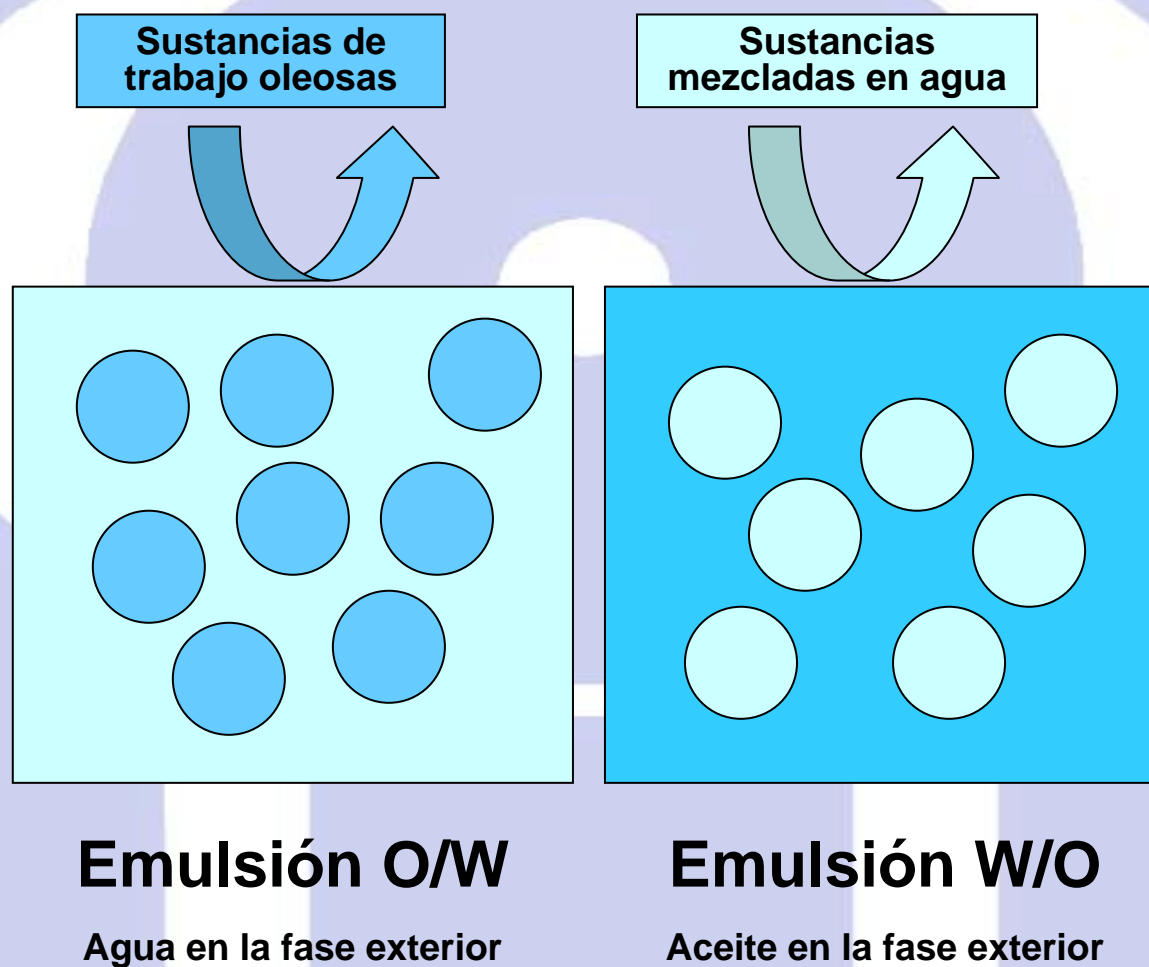 Sustancias de
trabajo oleosas
Sustancias
mezcladas en agua
Emulsión O/W
Agua en la fase exterior
Emulsión W/O
Aceite en la fase exterior